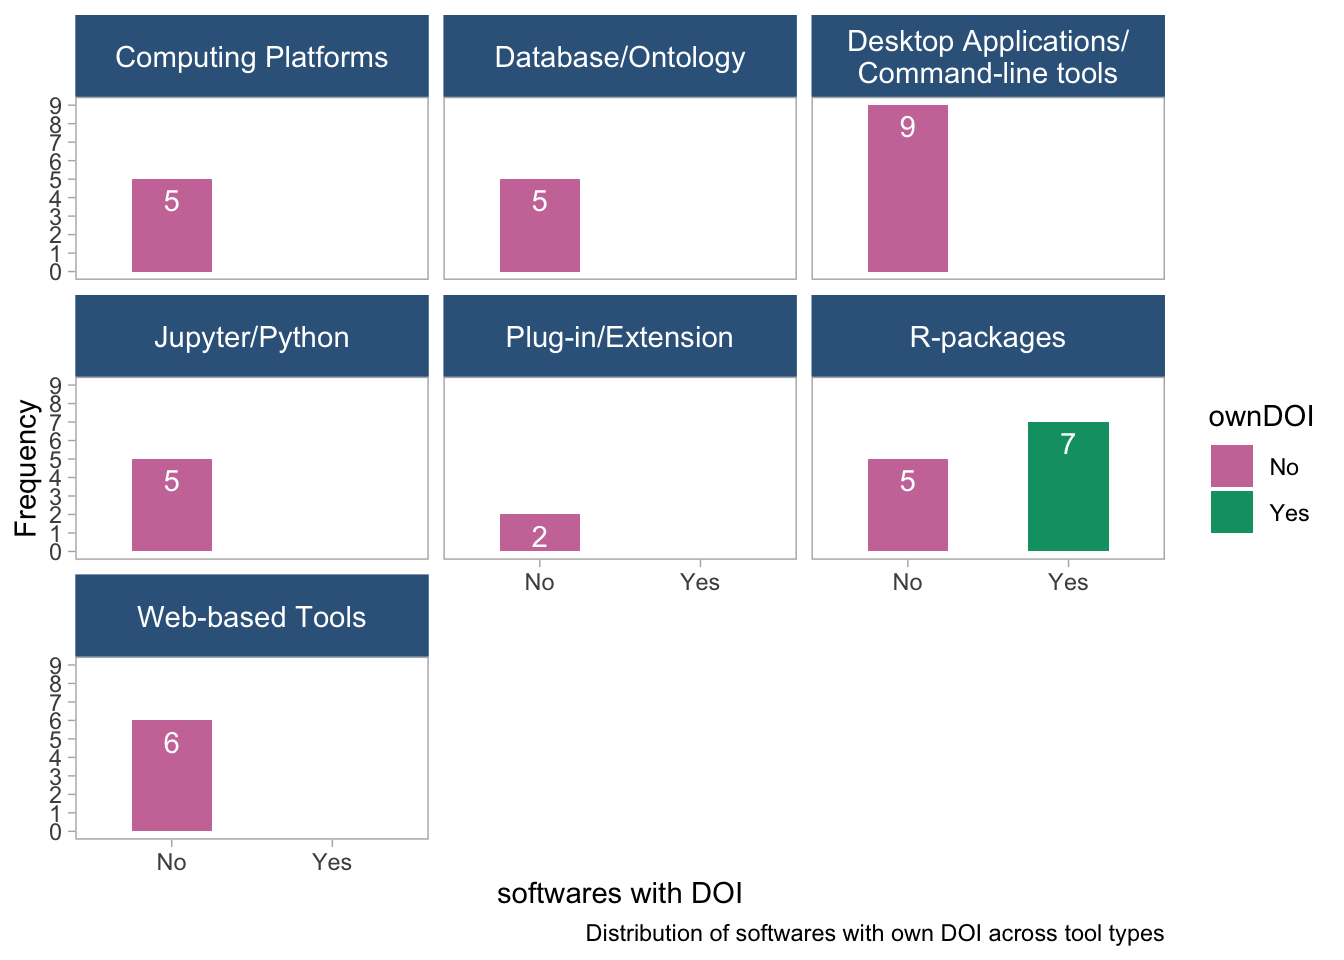 Computing Platforms
Database/Ontology
Desktop Applications/
Command-line tools
9
8
7
6
5
4
3
2
1
0
5
5
9
Jupyter/Python
Plug-in/Extension
R-packages
9
8
7
6
5
4
3
2
1
0
5
2
5
7
No
Yes
No
Yes
Web-based Tools
9
8
7
6
5
4
3
2
1
0
6
No
Yes
Frequency
softwares with DOI
ownDOI
No
Yes
Distribution of softwares with own DOI across tool types